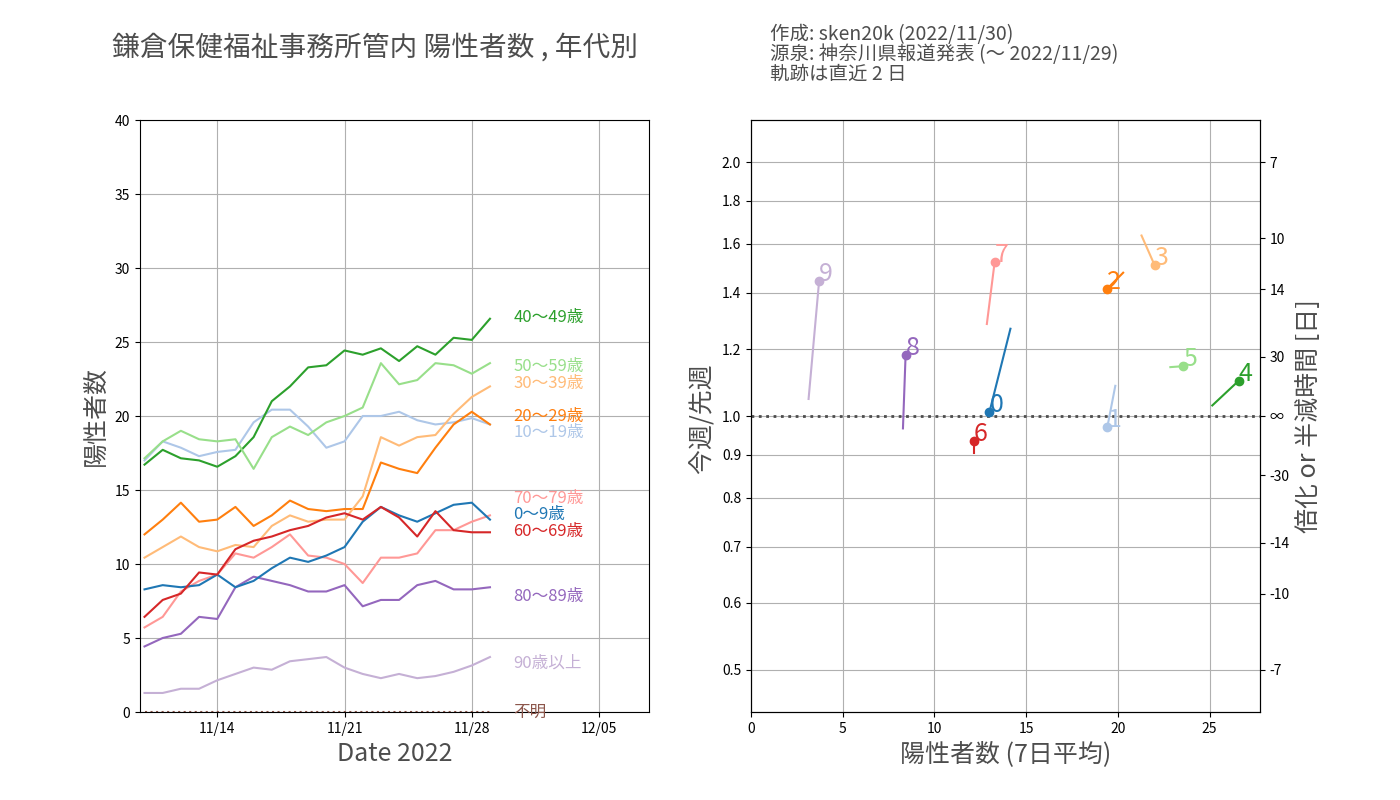 鎌倉保健福祉事務所管内 陽性者数 , 年代別
作成: sken20k (2022/11/30)
源泉: 神奈川県報道発表 (～ 2022/11/29)
軌跡は直近 2 日
陽性者数
40
35
30
25
20
15
10
5
0
40～49歳
50～59歳
30～39歳
20～29歳
10～19歳
70～79歳
0～9歳
60～69歳
80～89歳
90歳以上
不明
11/14
11/21
11/28
12/05
Date 2022
今週/先週
2.0
1.8
1.6
1.4
1.2
1.0
0.9
0.8
0.7
0.6
0.5
9
8
7
6
0
2
3
1
5
4
7
10
14
30
∞
-30
-14
-10
-7
倍化 or 半減時間 [日]
0
5
10
15
20
25
陽性者数 (7日平均)